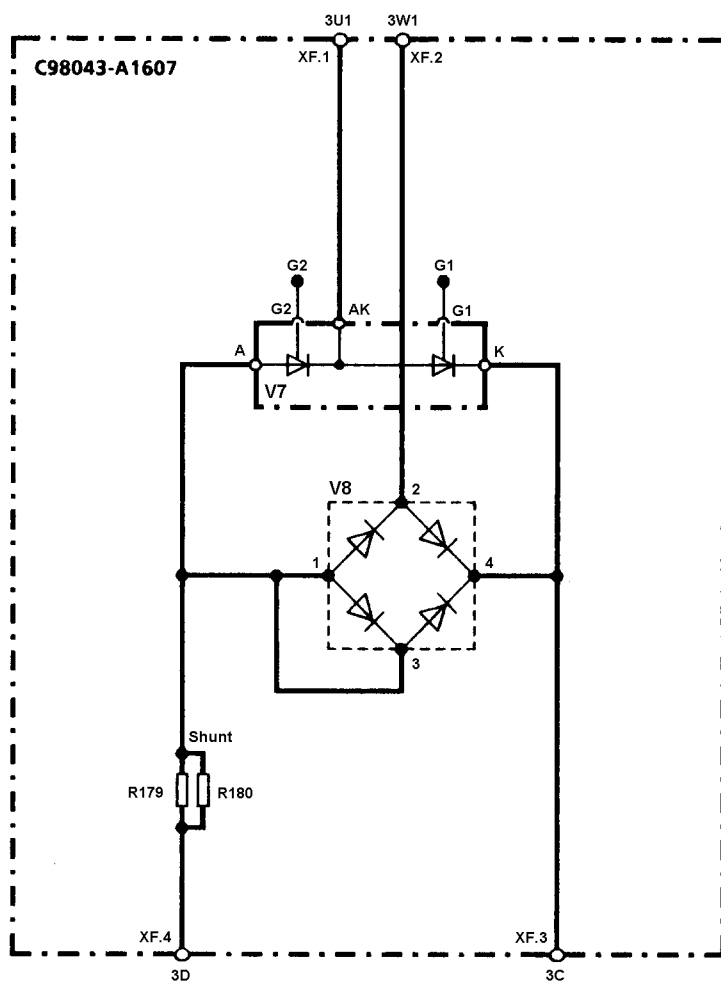 3U1 3W1
XF.1 XF.2
C98043-A1607
G2 G1
G2 AK G1
A K
V7
V8 2
1 4
3
Shunt
R179 R180
XF.4 XF.3
3D 3C